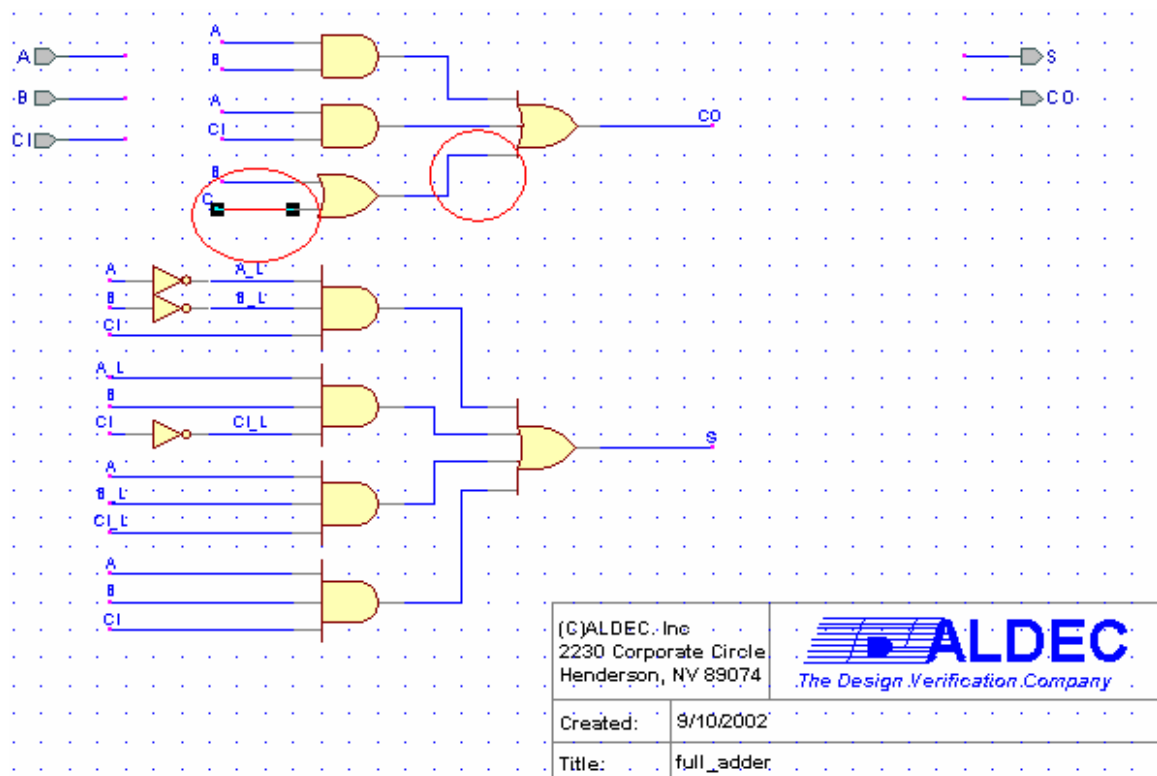 A
B
CI
A
B
A
CI
B
C
CO
S
CO
A
A_L
B
B_L
CI
A_L
B
CI
CI_L
A
B_L
CI_L
A
B
CI
S
(C)ALDEC. Inc
2230 Corporate Circle
Henderson, NV 89074
ALDEC
The Design Verification Company
Created: 9/10/2002
Title: full_adder